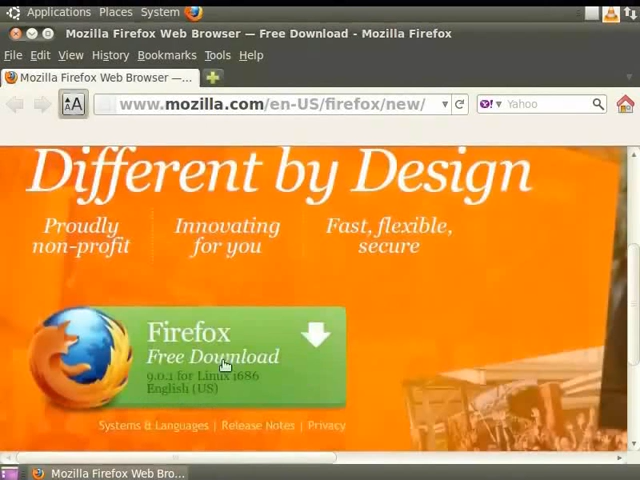 Applications Places System
Mozilla Firefox Web Browser — Free Download - Mozilla Firefox
File Edit View History Bookmarks Tools Help
Mozilla Firefox Web Browser —...
AA
www.mozilla.com/en-US/firefox/new/
Y! Yahoo
Different by Design
Proudly
non-profit
Innovating
for you
Fast, flexible,
secure
Firefox
Free Download
9.0.1 for Linux i686
English (US)
Systems & Languages | Release Notes | Privacy
Mozilla Firefox Web Bro...